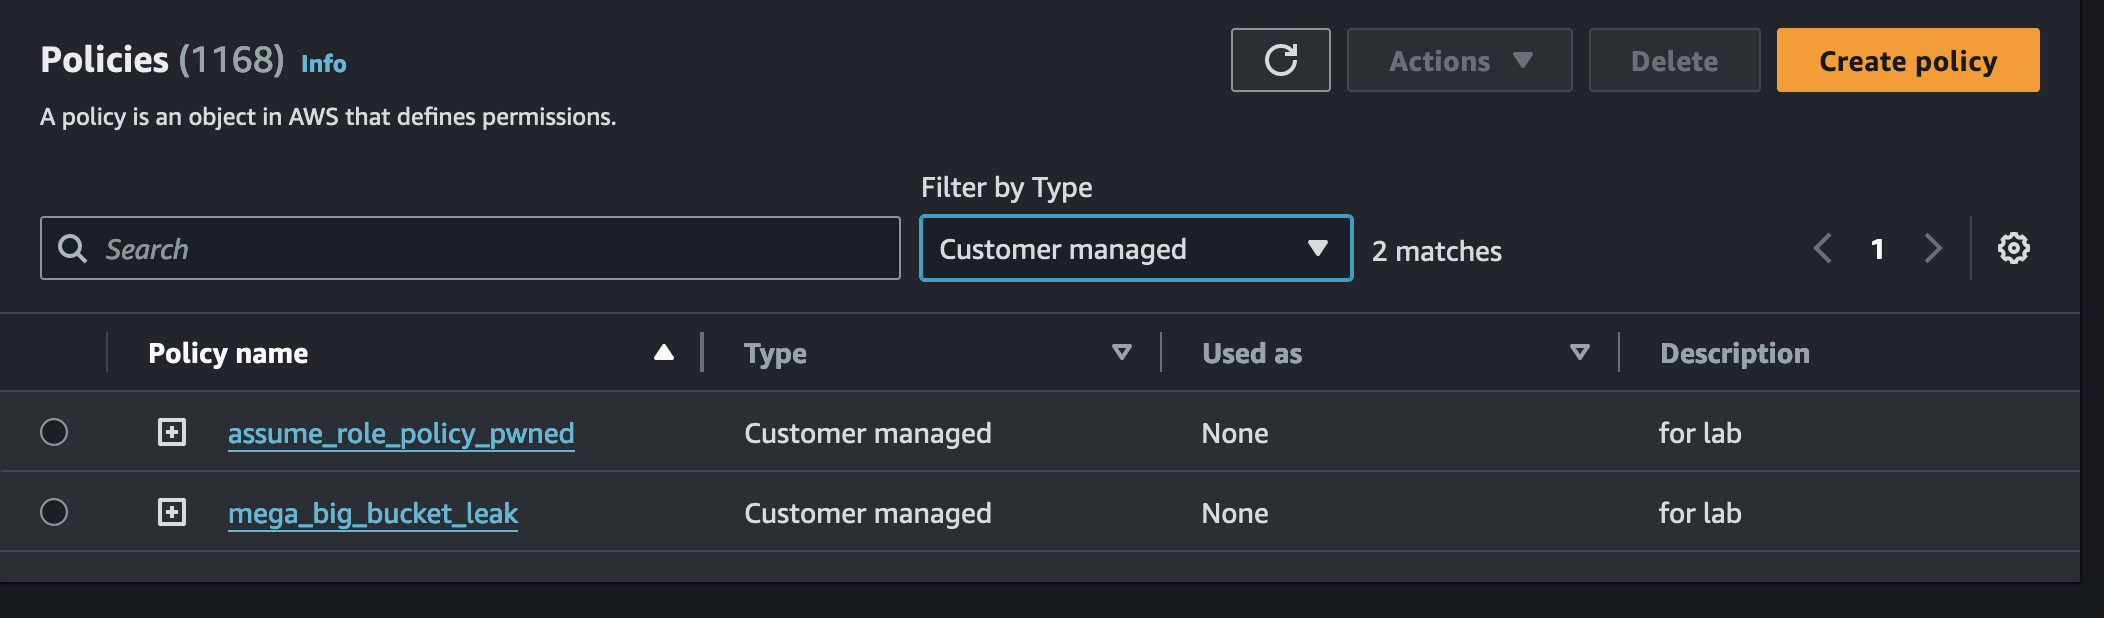 Policies (1168) Info
A policy is an object in AWS that defines permissions.
Actions
Delete
Create policy
Filter by Type
Search
Customer managed
2 matches
1
Policy name Type Used as Description
assume_role_policy_pwned Customer managed None for lab
mega_big_bucket_leak Customer managed None for lab